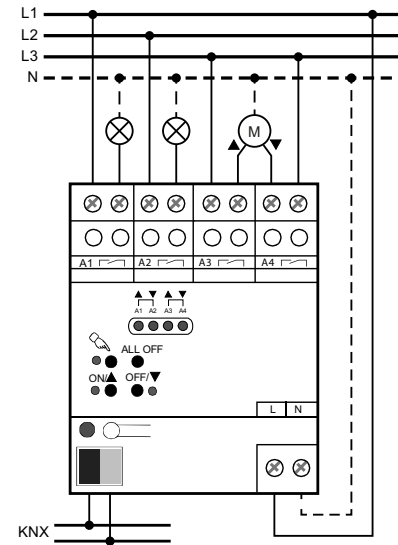 L1
L2
L3
N
M
A1 A2 A3 A4
A1 A2 A3 A4
ALL OFF
ON/▲ OFF/▼
L N
KNX